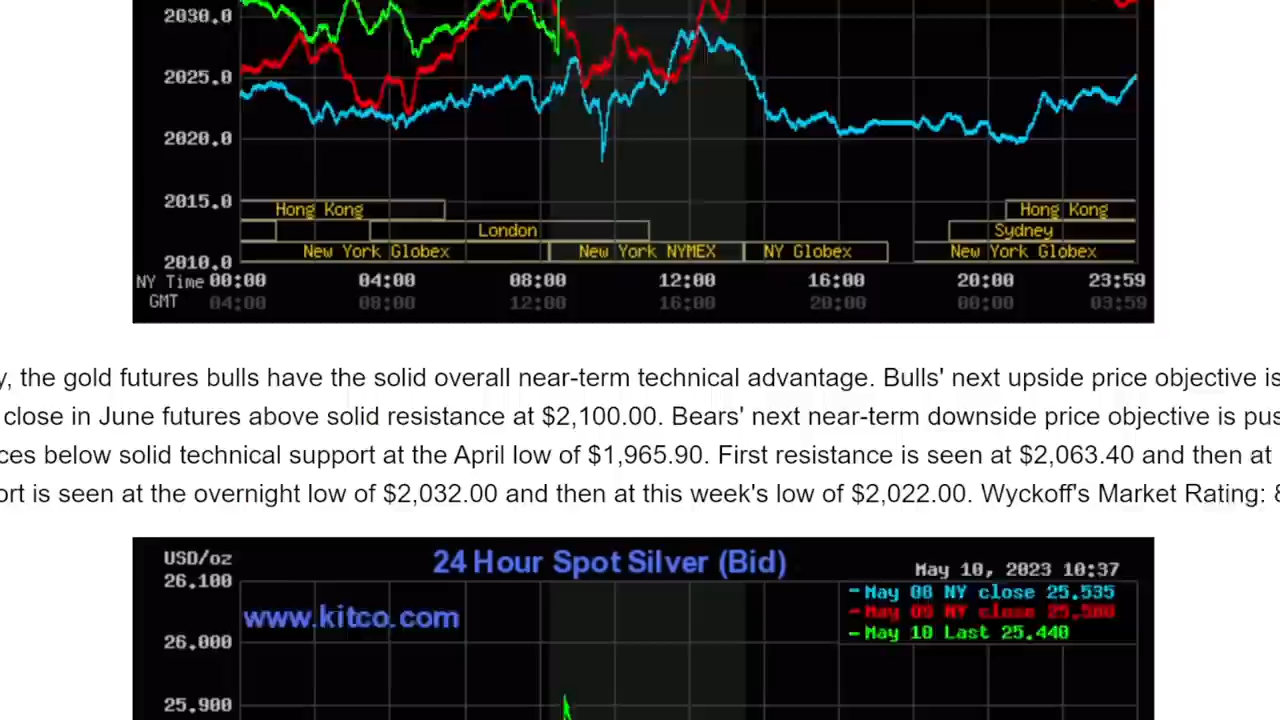 2030.0
2025.0
2020.0
2015.0
2010.0
Hong Kong
Hong Kong
London
Sydney
New York Globex
New York NYMEX
NY Globex
New York Globex
NY Time 00:00 04:00 08:00 12:00 16:00 20:00 23:59
GMT 04:00 08:00 12:00 16:00 20:00 00:00 03:59
y, the gold futures bulls have the solid overall near-term technical advantage. Bulls' next upside price objective is
close in June futures above solid resistance at $2,100.00. Bears' next near-term downside price objective is pus
ces below solid technical support at the April low of $1,965.90. First resistance is seen at $2,063.40 and then at
ort is seen at the overnight low of $2,032.00 and then at this week's low of $2,022.00. Wyckoff's Market Rating:
USD/oz
24 Hour Spot Silver (Bid)
May 10, 2023 10:37
26.100
May 08 NY close 25.535
www.kitco.com
May 09 NY close 25.580
May 10 Last 25.440
26.000
25.900